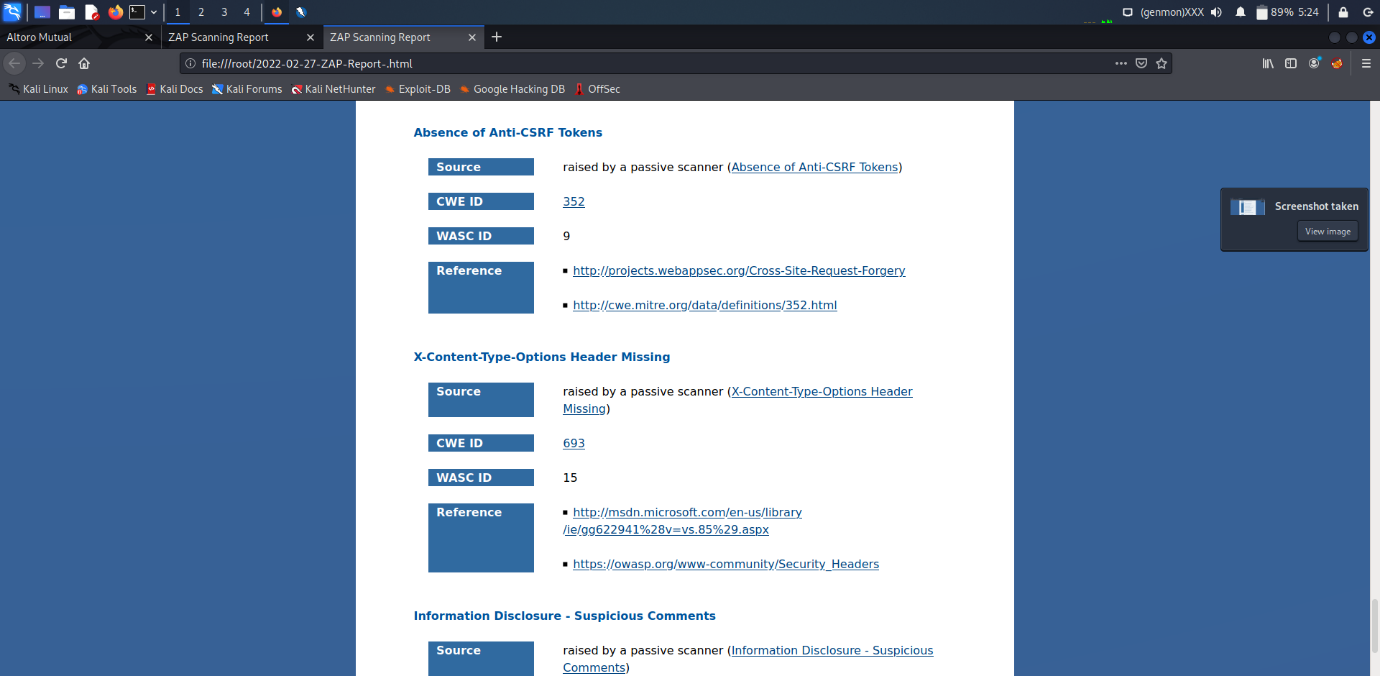 1 2 3 4 (genmon)XXX 89% 5:24
Altoro Mutual ZAP Scanning Report ZAP Scanning Report
file:///root/2022-02-27-ZAP-Report-.html
Kali Linux Kali Tools Kali Docs Kali Forums Kali NetHunter Exploit-DB Google Hacking DB OffSec
Absence of Anti-CSRF Tokens
Source raised by a passive scanner (Absence of Anti-CSRF Tokens)
CWE ID 352
WASC ID 9
Reference ▪ http://projects.webappsec.org/Cross-Site-Request-Forgery
▪ http://cwe.mitre.org/data/definitions/352.html
Screenshot taken
View image
X-Content-Type-Options Header Missing
Source raised by a passive scanner (X-Content-Type-Options Header
Missing)
CWE ID 693
WASC ID 15
Reference ▪ http://msdn.microsoft.com/en-us/library
/ie/gg622941%28v=vs.85%29.aspx
▪ https://owasp.org/www-community/Security_Headers
Information Disclosure - Suspicious Comments
Source raised by a passive scanner (Information Disclosure - Suspicious
Comments)